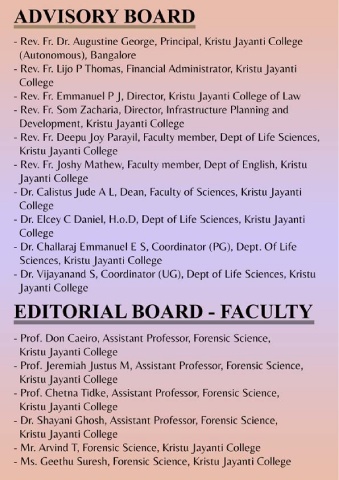 ADVISORY BOARD
- Rev. Fr. Dr. Augustine George, Principal, Kristu Jayanti College
(Autonomous), Bangalore
- Rev. Fr. Lijo P Thomas, Financial Administrator, Kristu Jayanti
College
- Rev. Fr. Emmanuel P J, Director, Kristu Jayanti College of Law
- Rev. Fr. Som Zacharia, Director, Infrastructure Planning and
Development, Kristu Jayanti College
- Rev. Fr. Deepu Joy Parayil, Faculty member, Dept of Life Sciences,
Kristu Jayanti College
- Rev. Fr. Joshy Mathew, Faculty member, Dept of English, Kristu
Jayanti College
- Dr. Calistus Jude A L, Dean, Faculty of Sciences, Kristu Jayanti
College
- Dr. Elcey C Daniel, H.o.D, Dept of Life Sciences, Kristu Jayanti
College
- Dr. Challaraj Emmanuel E S, Coordinator (PG), Dept. Of Life
Sciences, Kristu Jayanti College
- Dr. Vijayanand S, Coordinator (UG), Dept of Life Sciences, Kristu
Jayanti College
EDITORIAL BOARD - FACULTY
- Prof. Don Caeiro, Assistant Professor, Forensic Science,
Kristu Jayanti College
- Prof. Jeremiah Justus M, Assistant Professor, Forensic Science,
Kristu Jayanti College
- Prof. Chetna Tidke, Assistant Professor, Forensic Science,
Kristu Jayanti College
- Dr. Shayani Ghosh, Assistant Professor, Forensic Science,
Kristu Jayanti College
- Mr. Arvind T, Forensic Science, Kristu Jayanti College
- Ms. Geethu Suresh, Forensic Science, Kristu Jayanti College